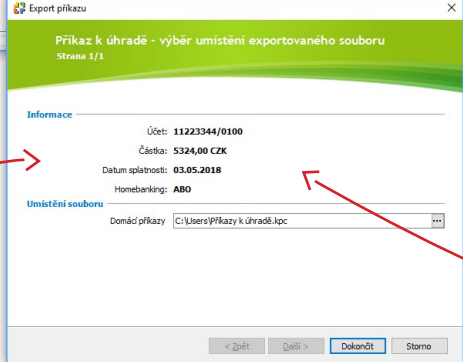 Export příkazu
Příkaz k úhradě - výběr umístění exportovaného souboru
Strana 1/1
Informace
Účet: 11223344/0100
Částka: 5324,00 CZK
Datum splatnosti: 03.05.2018
Homebanking: ABO
Umístění souboru
Domácí příkazy C:\Users\Příkazy k úhradě.kpc ...
< Zpět Další > Dokončit Storno